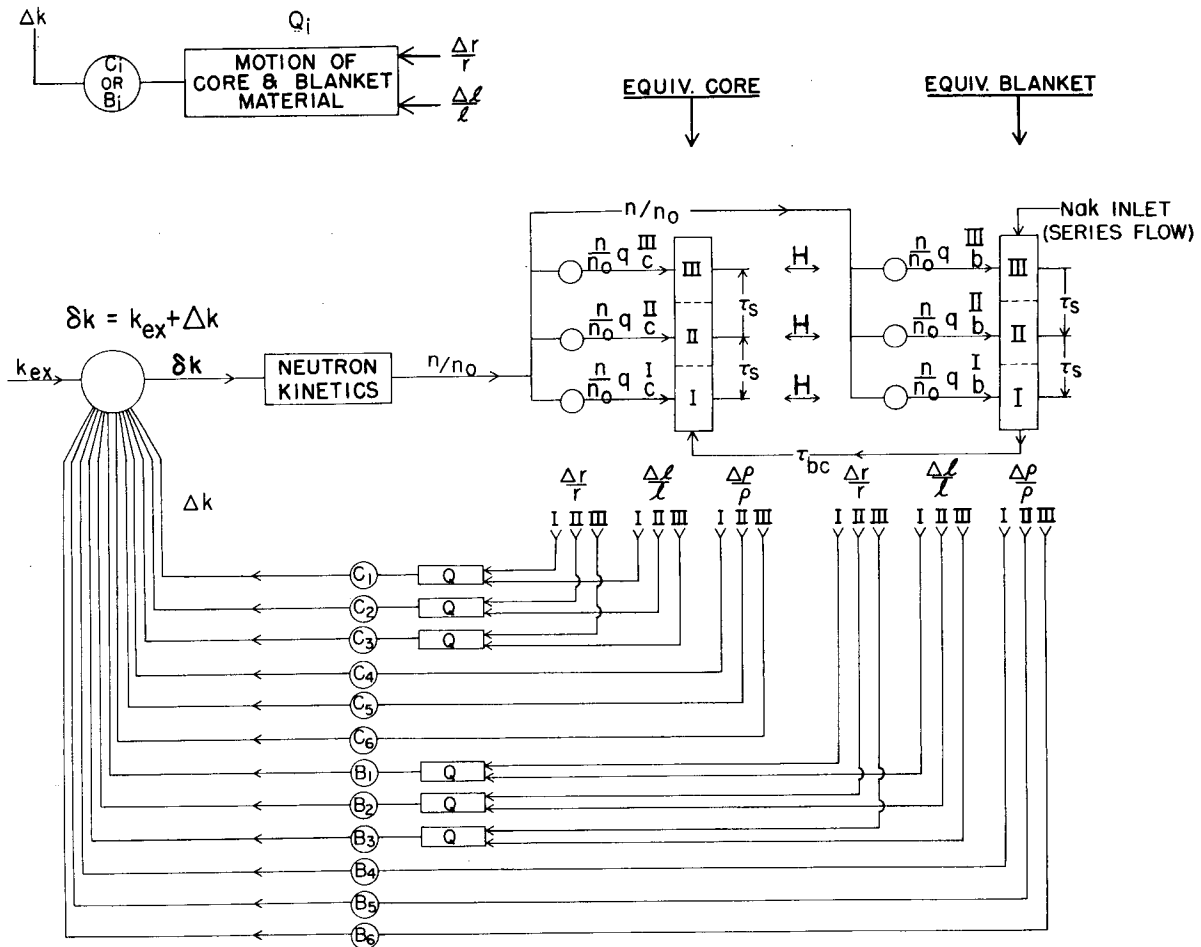 Δk
Qi
Ci
OR
Bi
MOTION OF
CORE & BLANKET
MATERIAL
Δr/r
Δℓ/ℓ
EQUIV. CORE
EQUIV. BLANKET
n/n₀
Nak INLET
(SERIES FLOW)
n/n₀ q III c
III
H
n/n₀ q III b
III
τs
τs
δk = kex + Δk
n/n₀ q II c
II
H
n/n₀ q II b
II
kex
δk
NEUTRON
KINETICS
n/n₀
τs
τs
n/n₀ q I c
I
H
n/n₀ q I b
I
τbc
Δk
Δr/r
Δℓ/ℓ
Δρ/ρ
Δr/r
Δℓ/ℓ
Δρ/ρ
I II III I II III I II III I II III I II III I II III
C₁ Q
C₂ Q
C₃ Q
C₄
C₅
C₆
B₁ Q
B₂ Q
B₃ Q
B₄
B₅
B₆